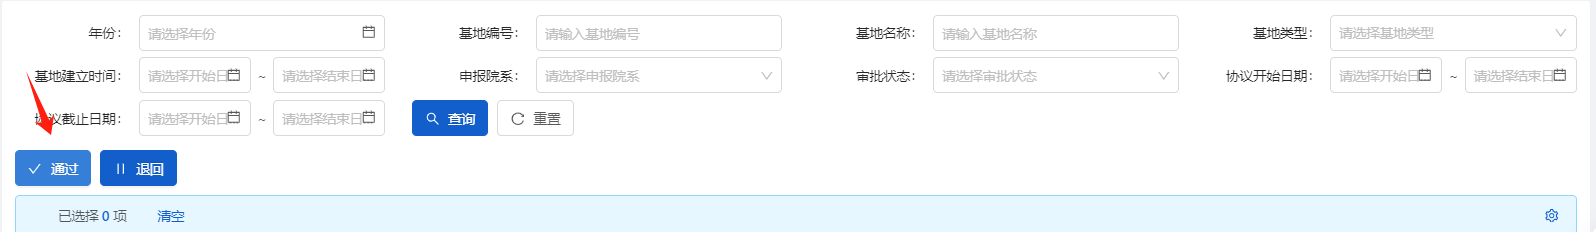 年份： 请选择年份 基地编号： 请输入基地编号 基地名称： 请输入基地名称 基地类型： 请选择基地类型
基地建立时间： 请选择开始日 ~ 请选择结束日 申报院系： 请选择申报院系 审批状态： 请选择审批状态 协议开始日期： 请选择开始日 ~ 请选择结束日
协议截止日期： 请选择开始日 ~ 请选择结束日 查询 重置
通过 退回
已选择 0 项 清空